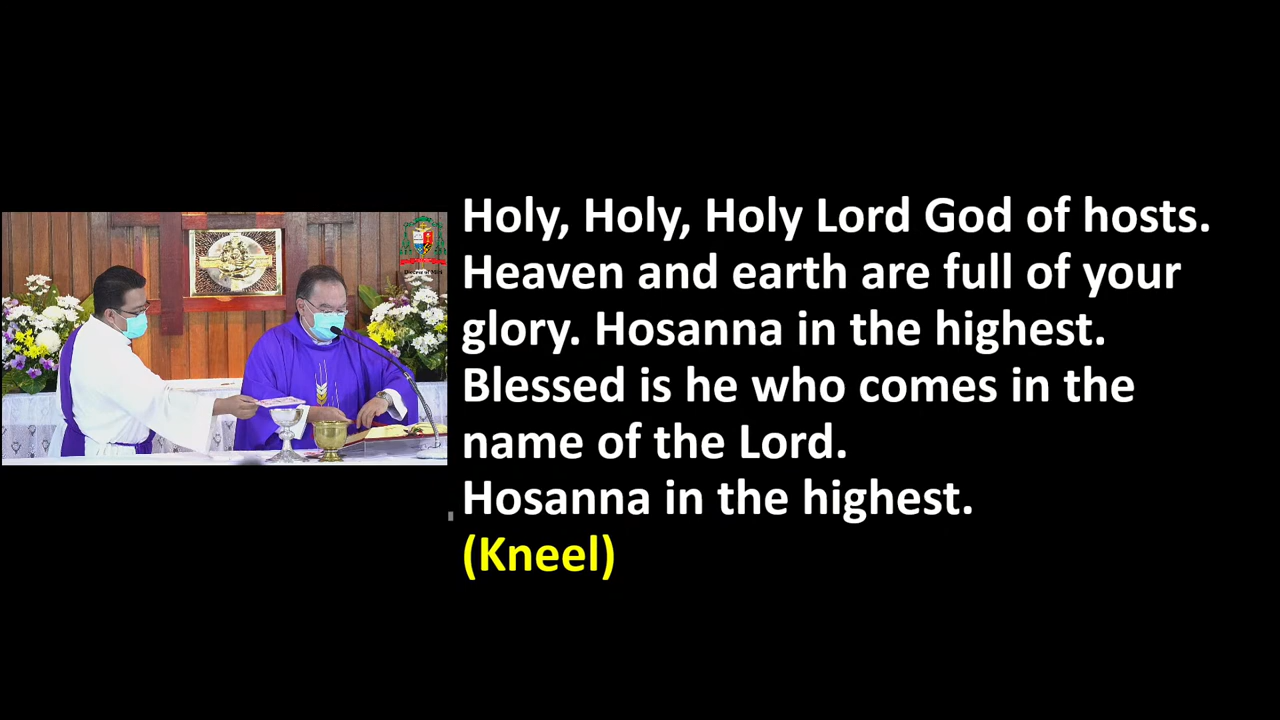 Holy, Holy, Holy Lord God of hosts.
Heaven and earth are full of your
glory. Hosanna in the highest.
Blessed is he who comes in the
name of the Lord.
Hosanna in the highest.
(Kneel)